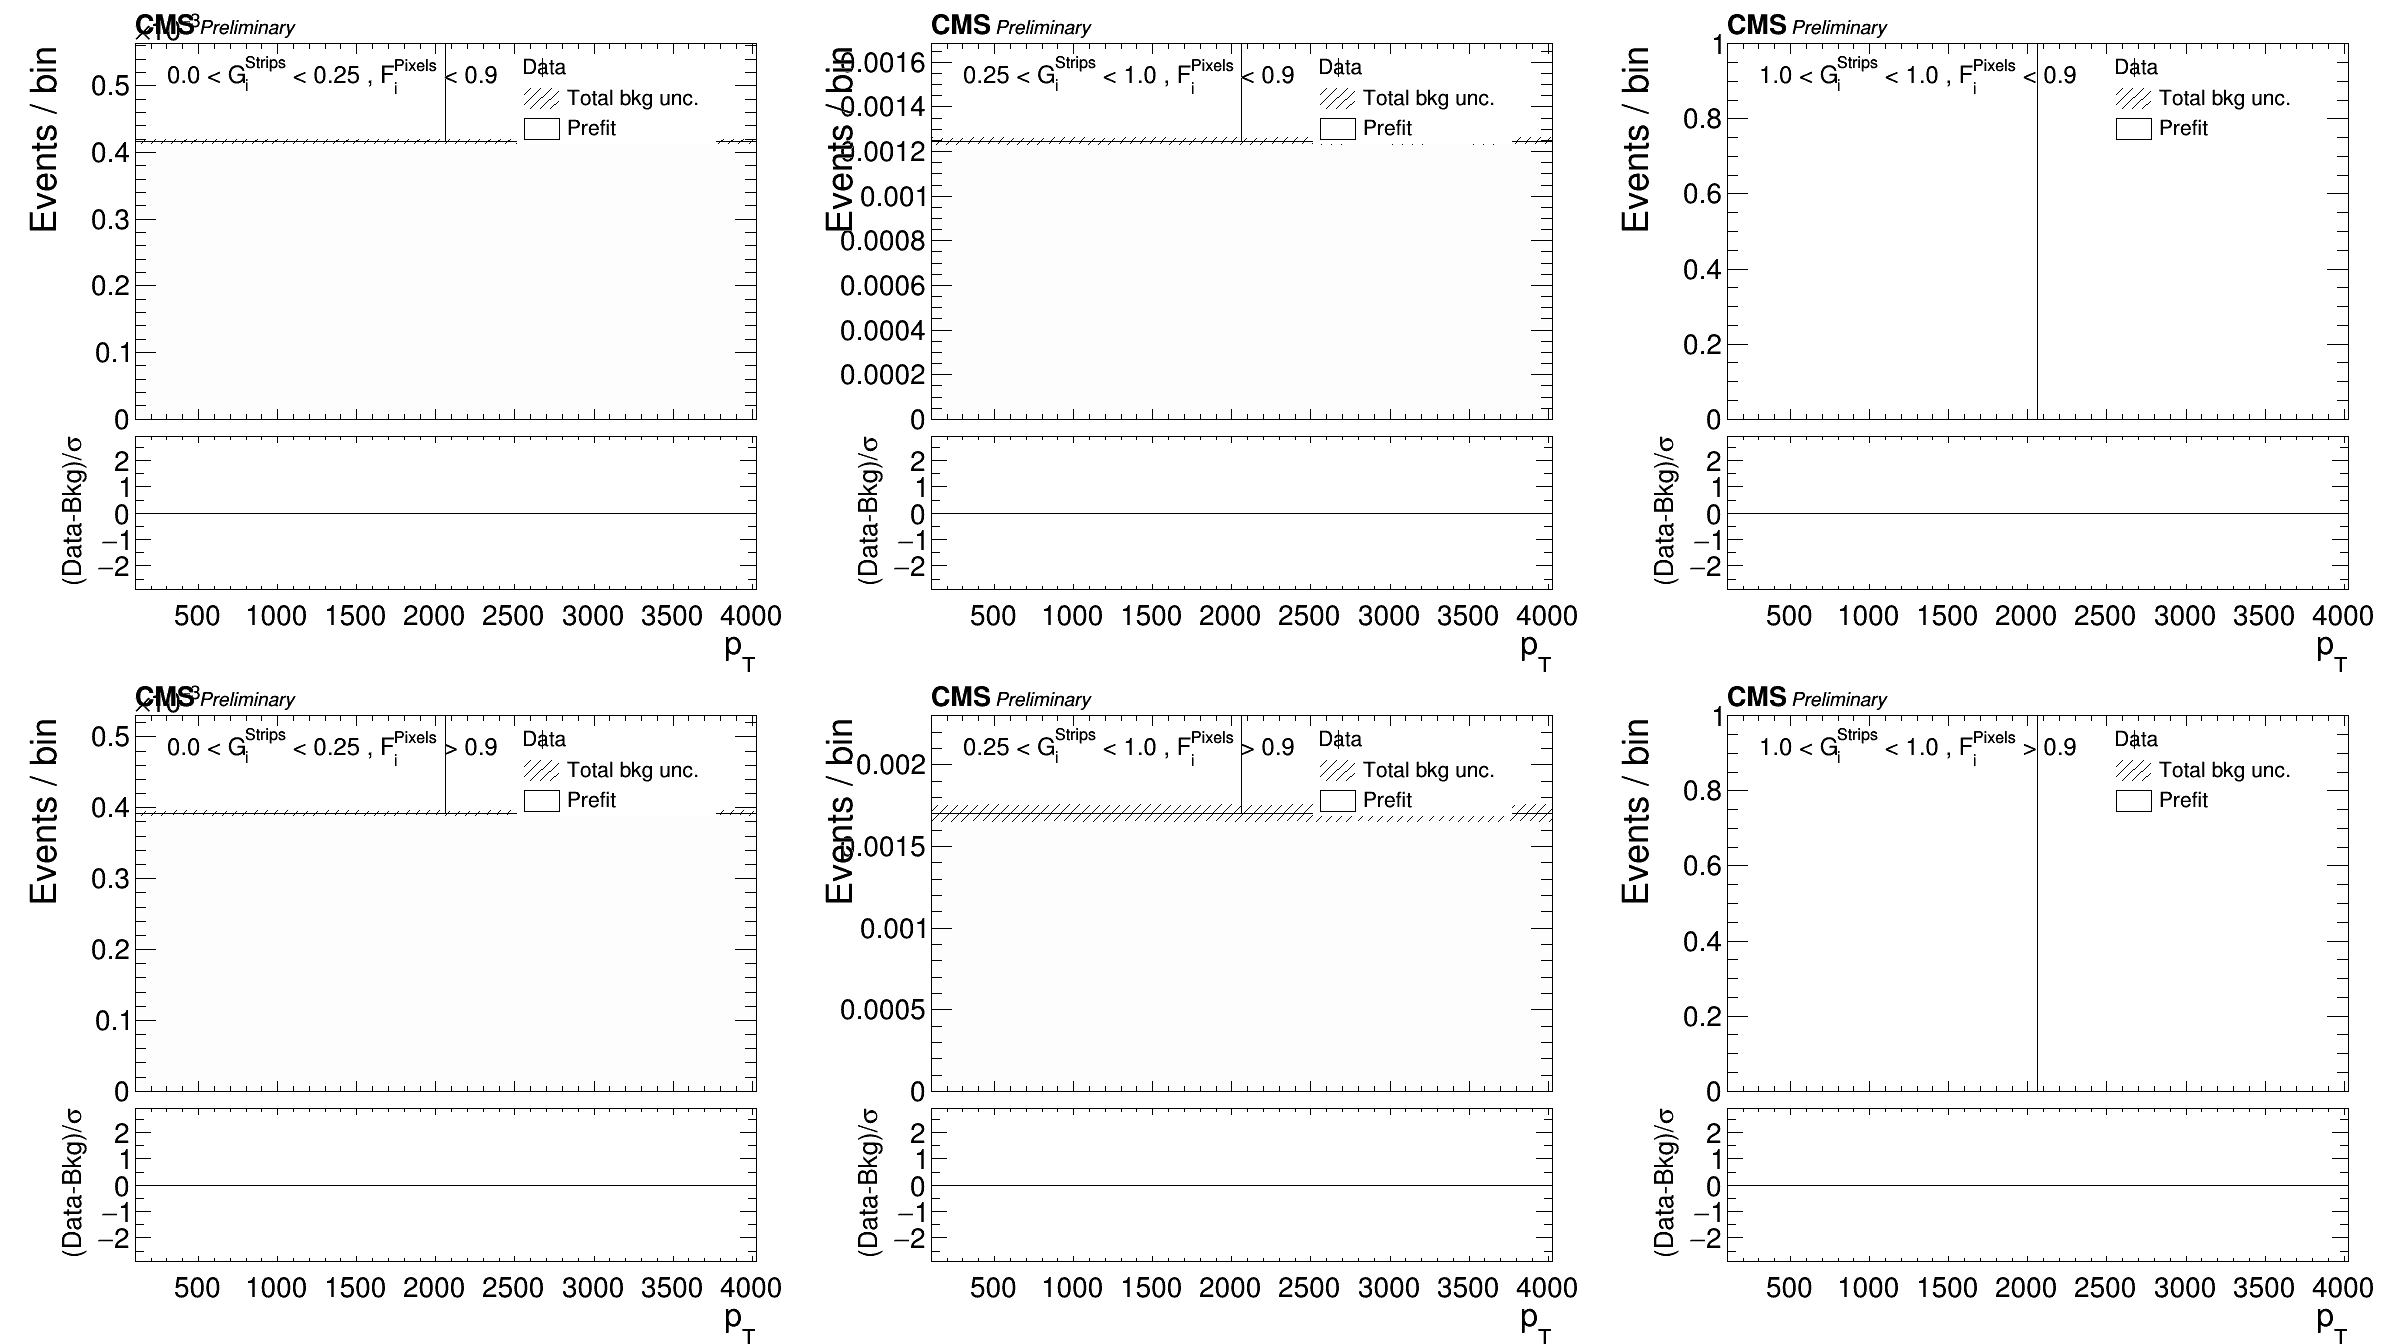 CMS Preliminary
×10⁻³
0.0 < G_i^Strips < 0.25 , F_i^Pixels < 0.9
Data
Total bkg unc.
Prefit
Events / bin
0.5
0.4
0.3
0.2
0.1
0
(Data-Bkg)/σ
2
1
0
−1
−2
500 1000 1500 2000 2500 3000 3500 4000
p_T
CMS Preliminary
0.25 < G_i^Strips < 1.0 , F_i^Pixels < 0.9
Data
Total bkg unc.
Prefit
Events / bin
0.0016
0.0014
0.0012
0.001
0.0008
0.0006
0.0004
0.0002
0
(Data-Bkg)/σ
2
1
0
−1
−2
500 1000 1500 2000 2500 3000 3500 4000
p_T
CMS Preliminary
1.0 < G_i^Strips < 1.0 , F_i^Pixels < 0.9
Data
Total bkg unc.
Prefit
Events / bin
1
0.8
0.6
0.4
0.2
0
(Data-Bkg)/σ
2
1
0
−1
−2
500 1000 1500 2000 2500 3000 3500 4000
p_T
CMS Preliminary
×10⁻³
0.0 < G_i^Strips < 0.25 , F_i^Pixels > 0.9
Data
Total bkg unc.
Prefit
Events / bin
0.5
0.4
0.3
0.2
0.1
0
(Data-Bkg)/σ
2
1
0
−1
−2
500 1000 1500 2000 2500 3000 3500 4000
p_T
CMS Preliminary
0.25 < G_i^Strips < 1.0 , F_i^Pixels > 0.9
Data
Total bkg unc.
Prefit
Events / bin
0.002
0.0015
0.001
0.0005
0
(Data-Bkg)/σ
2
1
0
−1
−2
500 1000 1500 2000 2500 3000 3500 4000
p_T
CMS Preliminary
1.0 < G_i^Strips < 1.0 , F_i^Pixels > 0.9
Data
Total bkg unc.
Prefit
Events / bin
1
0.8
0.6
0.4
0.2
0
(Data-Bkg)/σ
2
1
0
−1
−2
500 1000 1500 2000 2500 3000 3500 4000
p_T